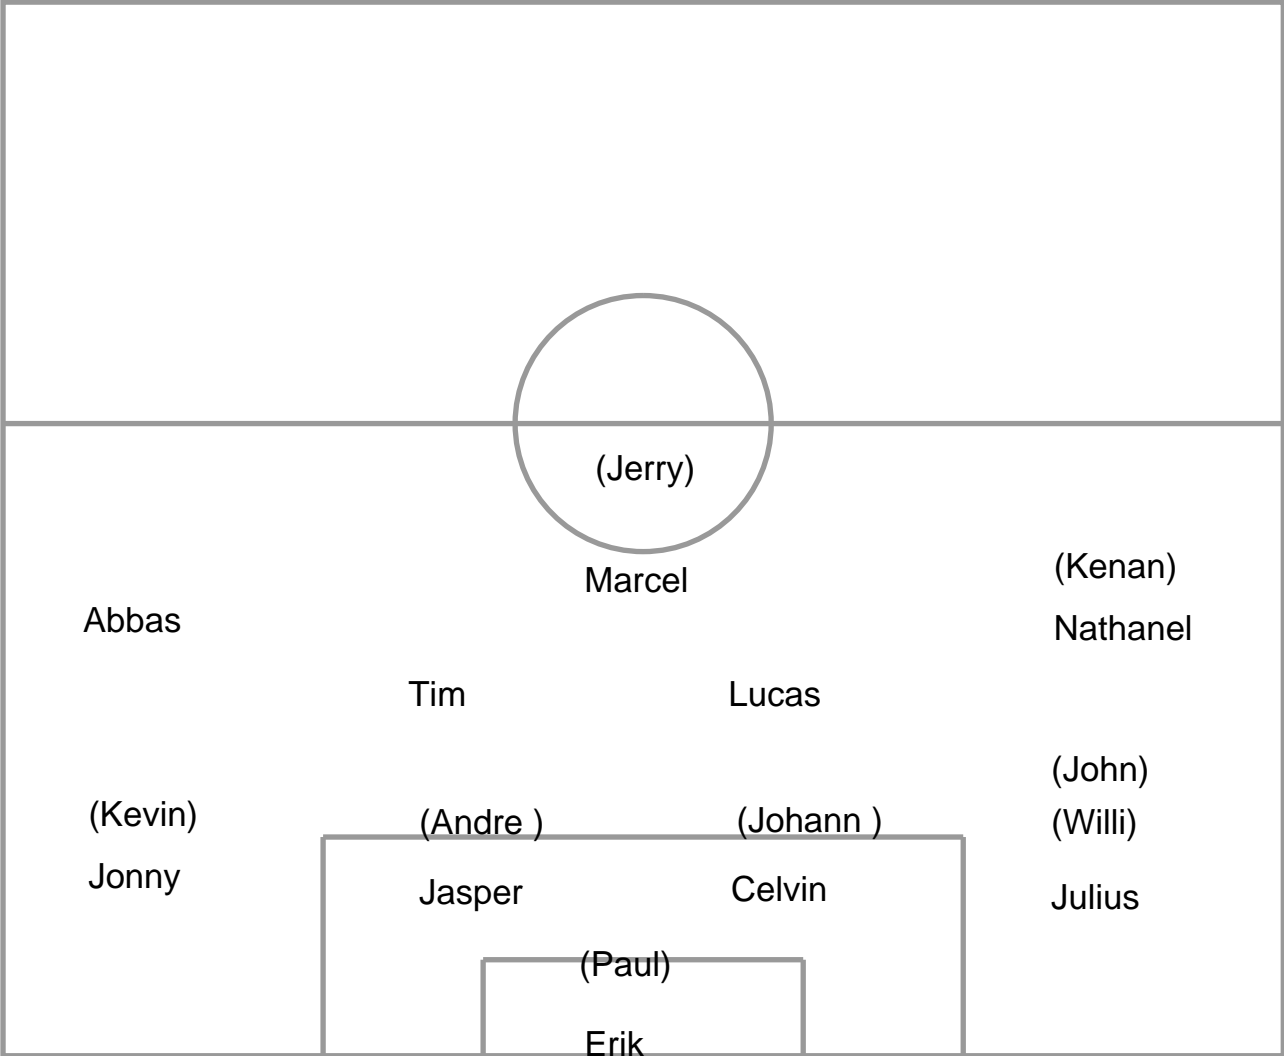 (Jerry)
(Kenan)
Marcel
Abbas
Nathanel
Tim
Lucas
(John)
(Kevin)
(Andre )
(Johann )
(Willi)
Jonny
Jasper
Celvin
Julius
(Paul)
Erik